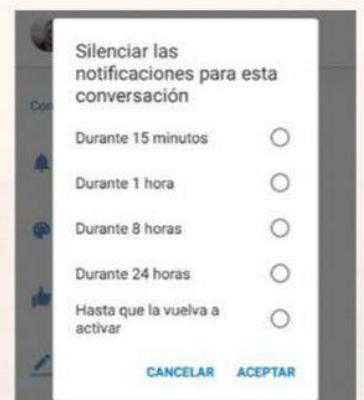 Silenciar las
notificaciones para esta
conversación
Con
Durante 15 minutos
Durante 1 hora
Durante 8 horas
Durante 24 horas
Hasta que la vuelva a
activar
CANCELAR ACEPTAR